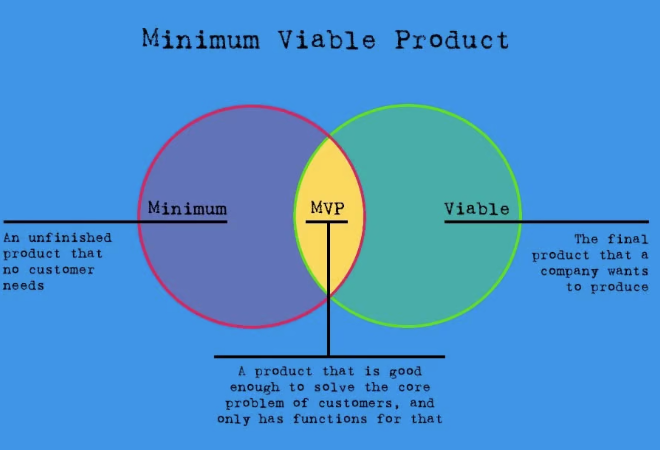 Minimum Viable Product
Minimum
MVP
Viable
An unfinished
product that
no customer
needs
The final
product that a
company wants
to produce
A product that is good
enough to solve the core
problem of customers, and
only has functions for that